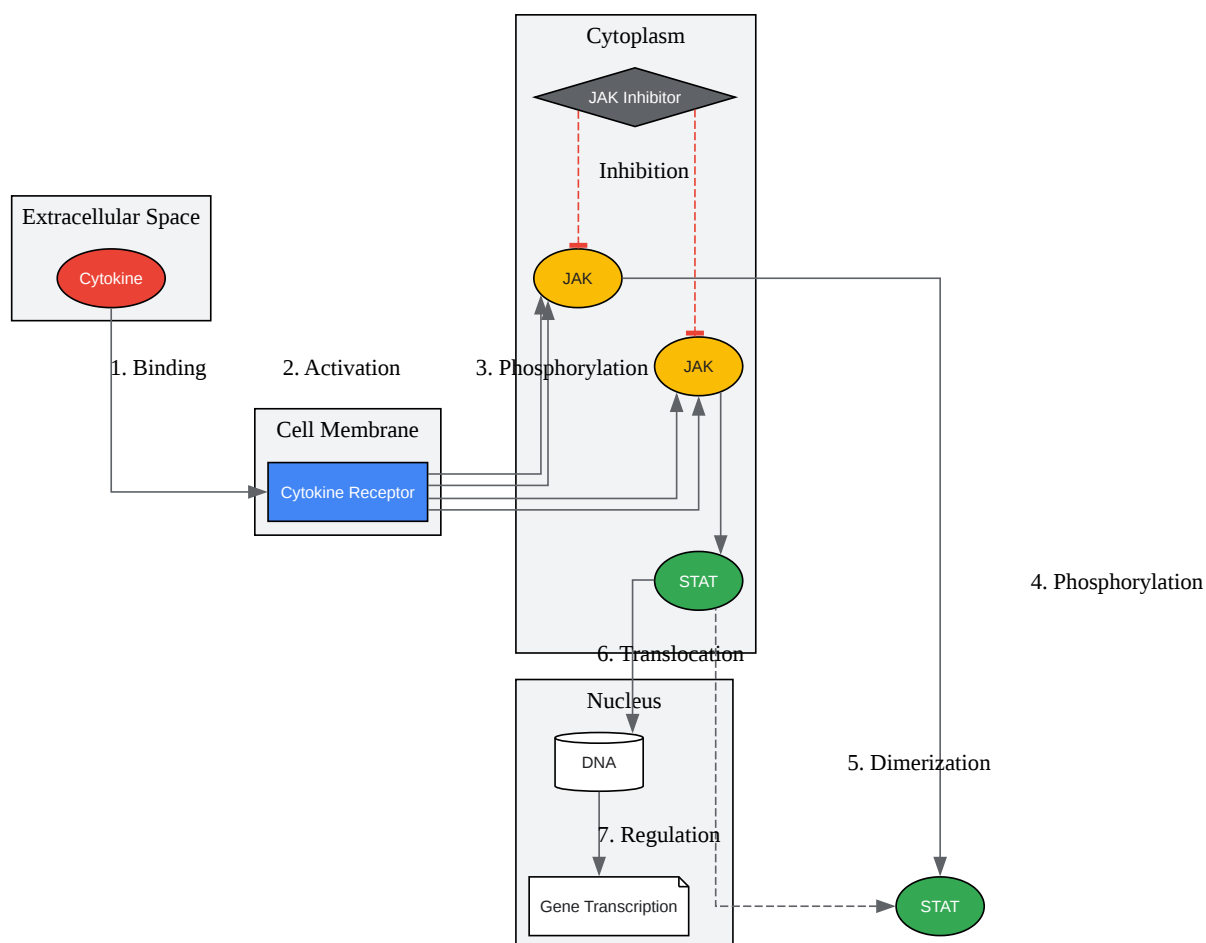 Cytoplasm
JAK Inhibitor
Inhibition
Extracellular Space
Cytokine
JAK
1. Binding
2. Activation
3. Phosphorylation
JAK
Cell Membrane
Cytokine Receptor
STAT
4. Phosphorylation
6. Translocation
Nucleus
DNA
5. Dimerization
7. Regulation
Gene Transcription
STAT